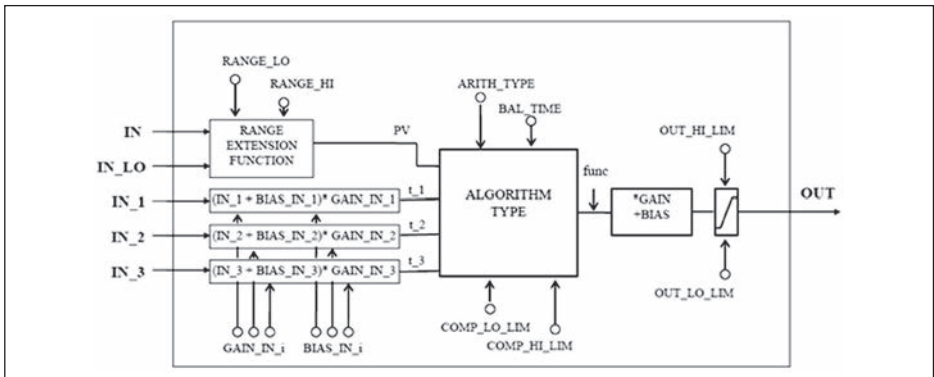 RANGE_LO
RANGE_HI
ARITH_TYPE
BAL_TIME
OUT_HI_LIM
IN
IN_LO
RANGE
EXTENSION
FUNCTION
PV
func
OUT
IN_1
(IN_1 + BIAS_IN_1)* GAIN_IN_1
t_1
ALGORITHM
TYPE
*GAIN
+BIAS
IN_2
(IN_2 + BIAS_IN_2)* GAIN_IN_2
t_2
IN_3
(IN_3 + BIAS_IN_3)* GAIN_IN_3
t_3
OUT_LO_LIM
GAIN_IN_i
BIAS_IN_i
COMP_LO_LIM
COMP_HI_LIM